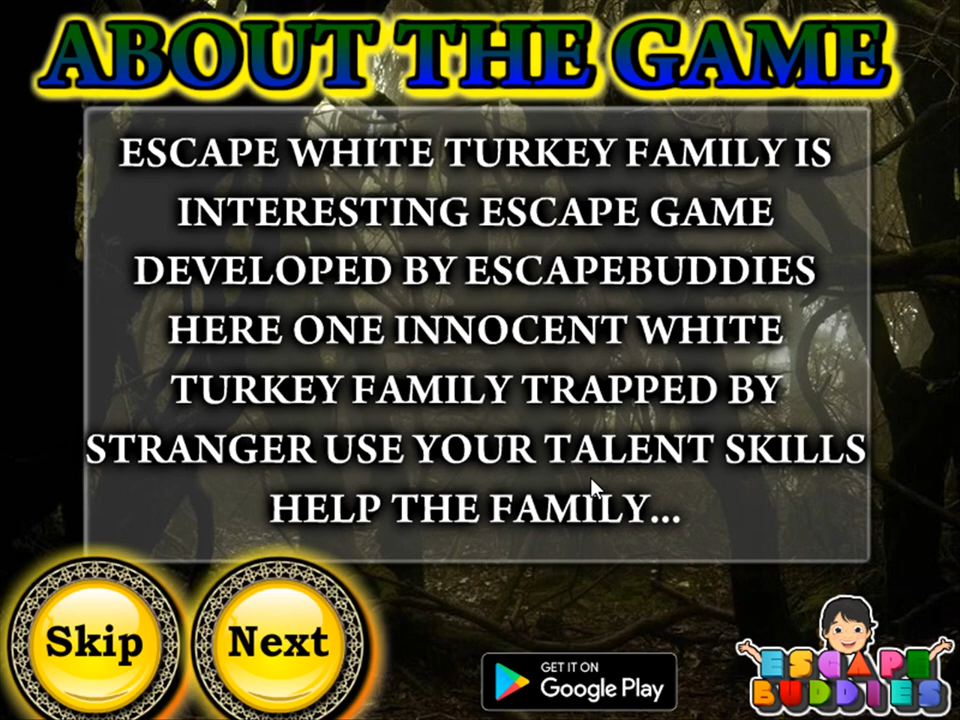 ABOUT THE GAME
ESCAPE WHITE TURKEY FAMILY IS
INTERESTING ESCAPE GAME
DEVELOPED BY ESCAPEBUDDIES
HERE ONE INNOCENT WHITE
TURKEY FAMILY TRAPPED BY
STRANGER USE YOUR TALENT SKILLS
HELP THE FAMILY...
Skip
Next
GET IT ON
Google Play
ESCAPE
BUDDIES